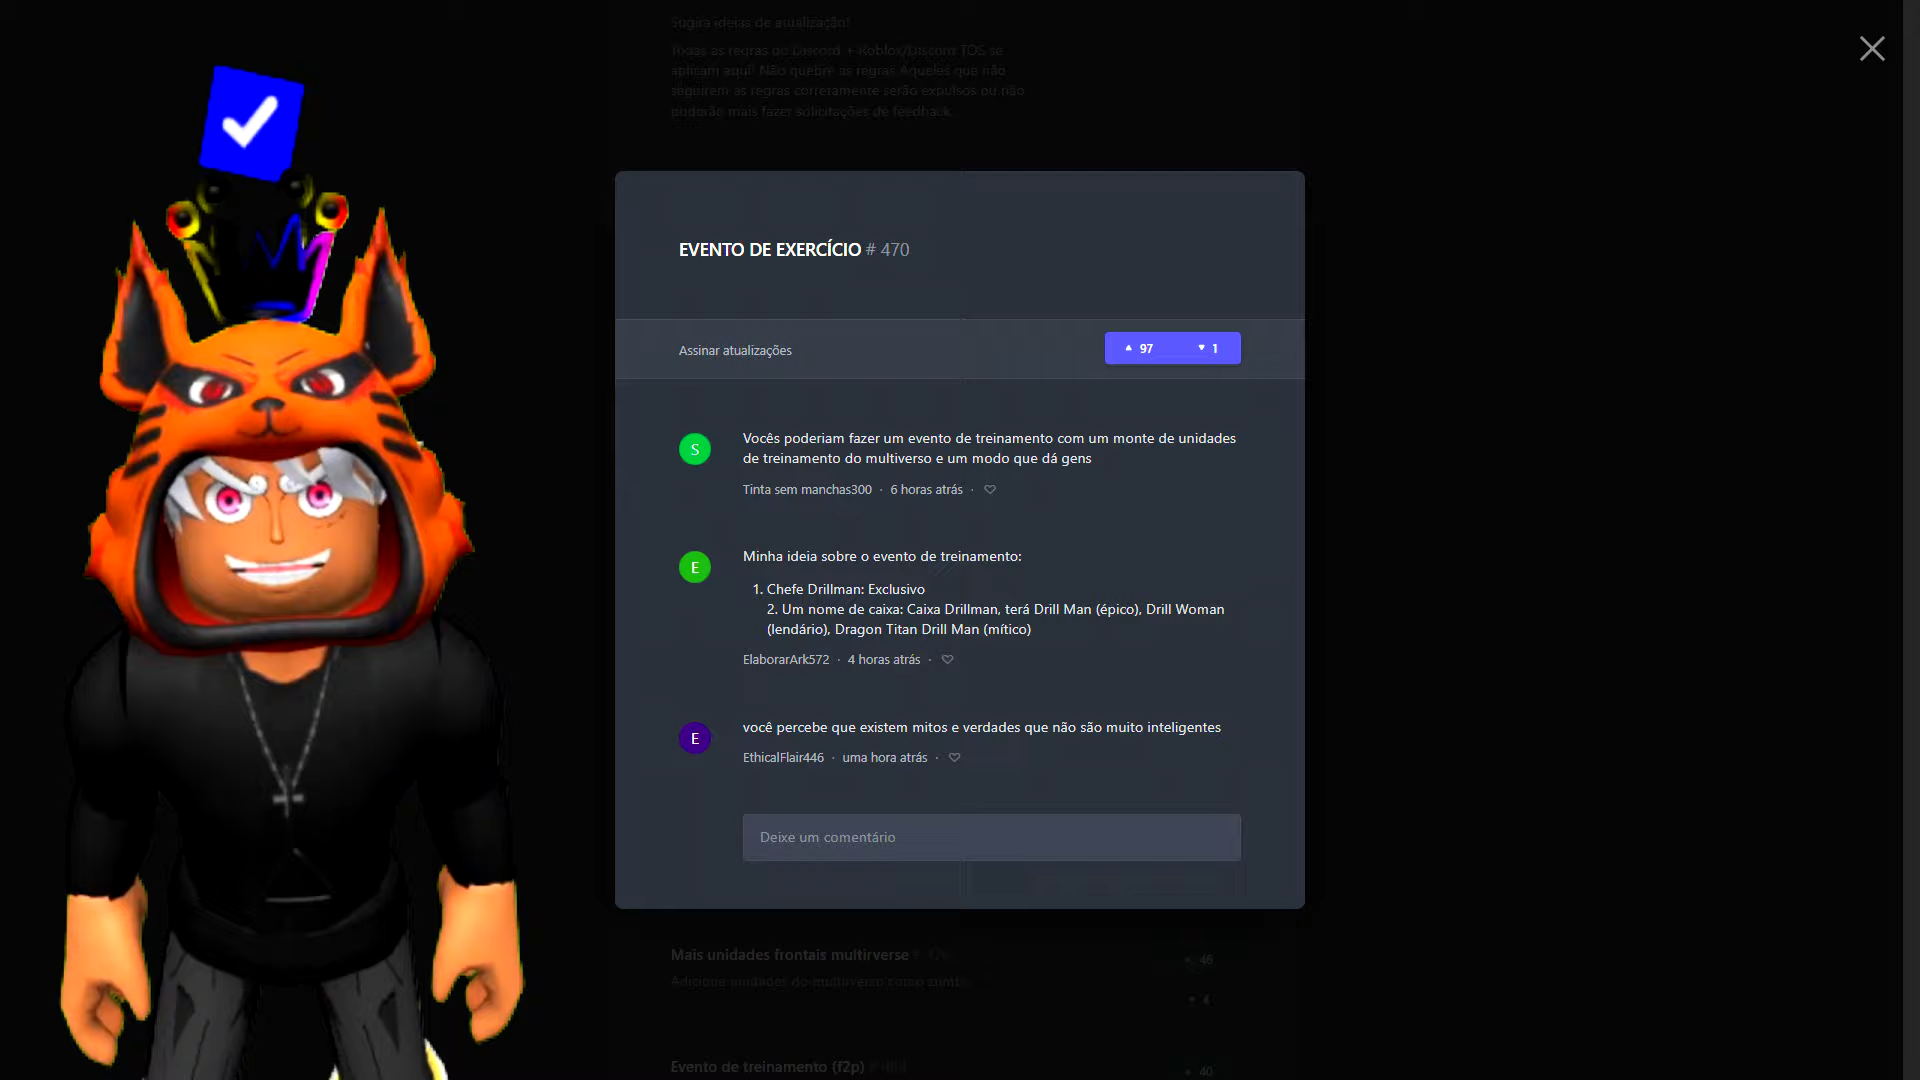 Sugira ideias de atualização!
Todas as regras do Discord + Roblox/Discord TDS se
aplicam aqui! Não quebre as regras Aqueles que não
seguirem as regras corretamente serão expulsos ou não
poderão mais fazer solicitações de feedback.
EVENTO DE EXERCÍCIO # 470
Assinar atualizações
97 1
S
Vocês poderiam fazer um evento de treinamento com um monte de unidades
de treinamento do multiverso e um modo que dá gens
Tinta sem manchas300 · 6 horas atrás ·
E
Minha ideia sobre o evento de treinamento:
1. Chefe Drillman: Exclusivo
2. Um nome de caixa: Caixa Drillman, terá Drill Man (épico), Drill Woman
(lendário), Dragon Titan Drill Man (mítico)
ElaborarArk572 · 4 horas atrás ·
E
você percebe que existem mitos e verdades que não são muito inteligentes
EthicalFlair446 · uma hora atrás ·
Deixe um comentário
Mais unidades frontais multiverse
46
Adicione unidades do multiverso como
4
Evento de treinamento (f2p)
40